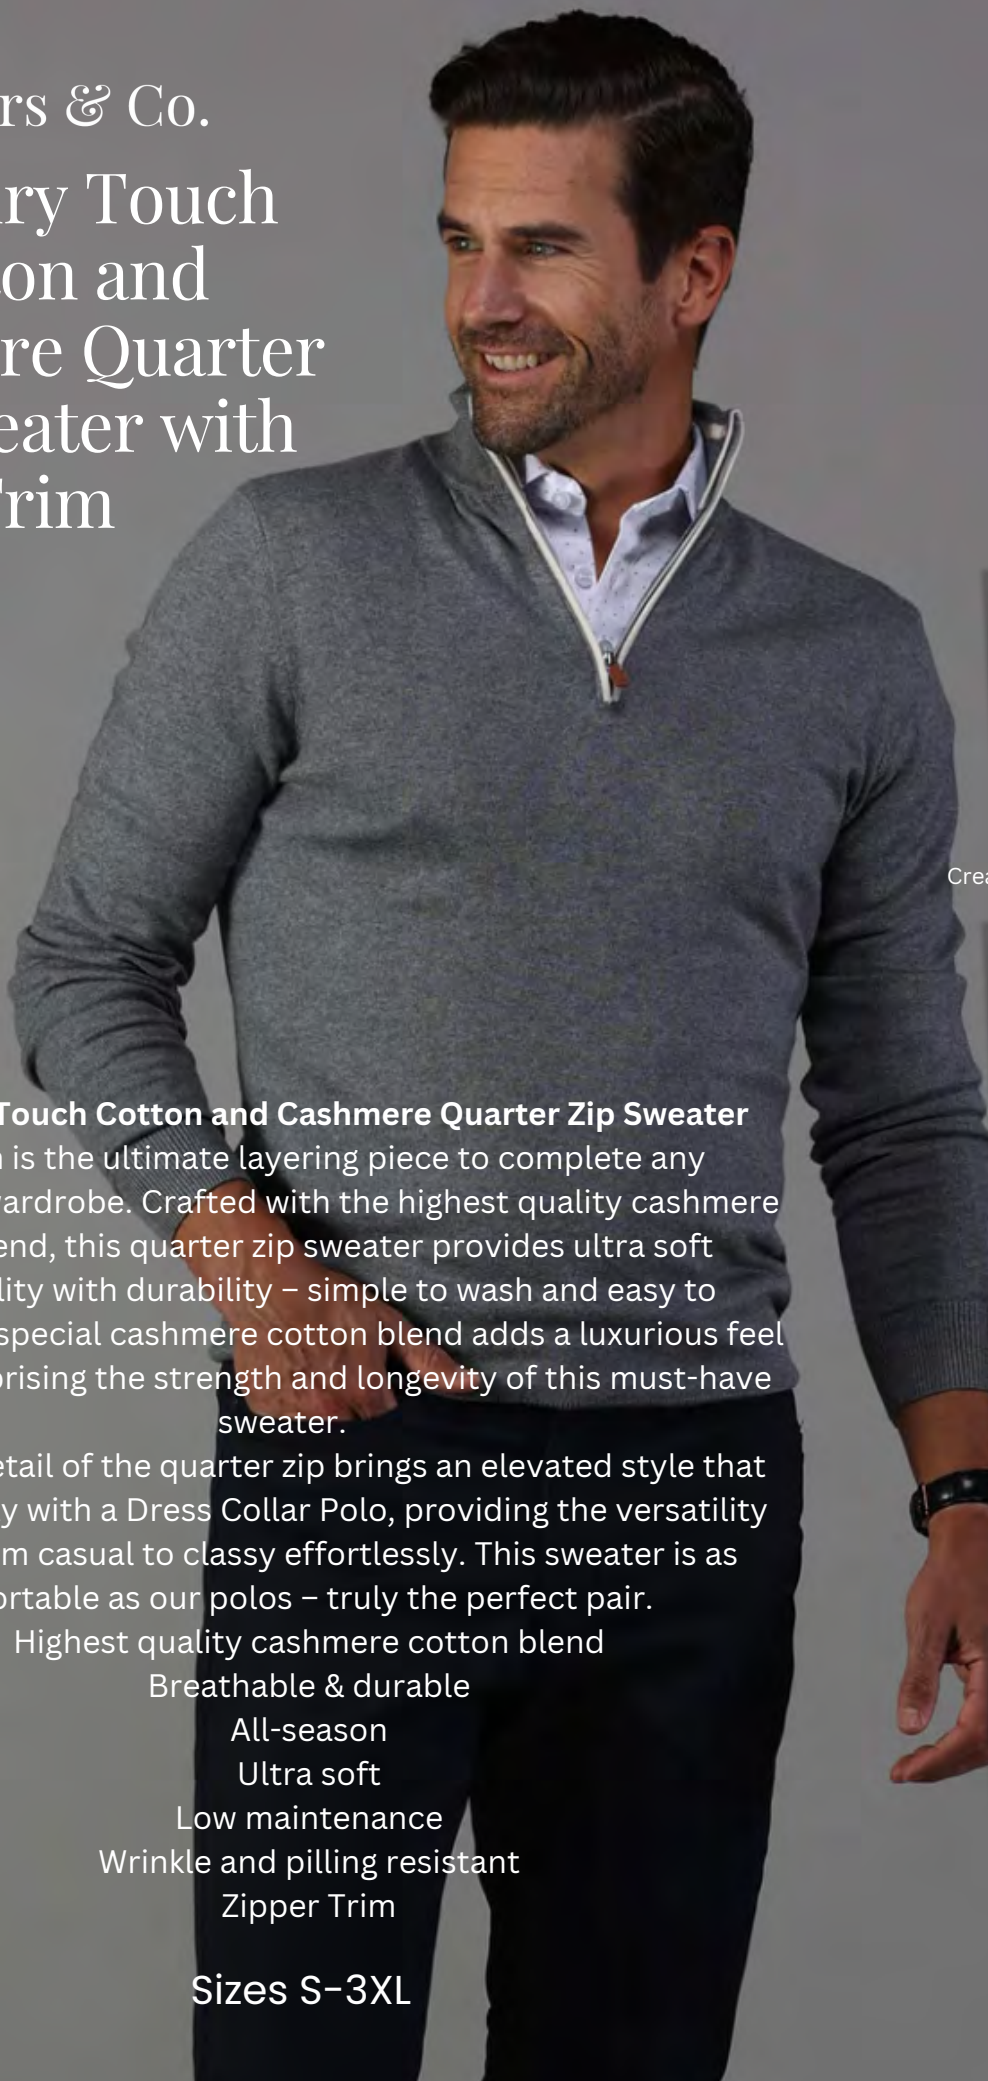 rs & Co.
ry Touch
on and
re Quarter
eater with
Trim
Crea
Touch Cotton and Cashmere Quarter Zip Sweater
is the ultimate layering piece to complete any
ardrobe. Crafted with the highest quality cashmere
end, this quarter zip sweater provides ultra soft
lity with durability – simple to wash and easy to
special cashmere cotton blend adds a luxurious feel
prising the strength and longevity of this must-have
sweater.
etail of the quarter zip brings an elevated style that
y with a Dress Collar Polo, providing the versatility
m casual to classy effortlessly. This sweater is as
ortable as our polos – truly the perfect pair.
Highest quality cashmere cotton blend
Breathable & durable
All-season
Ultra soft
Low maintenance
Wrinkle and pilling resistant
Zipper Trim
Sizes S-3XL